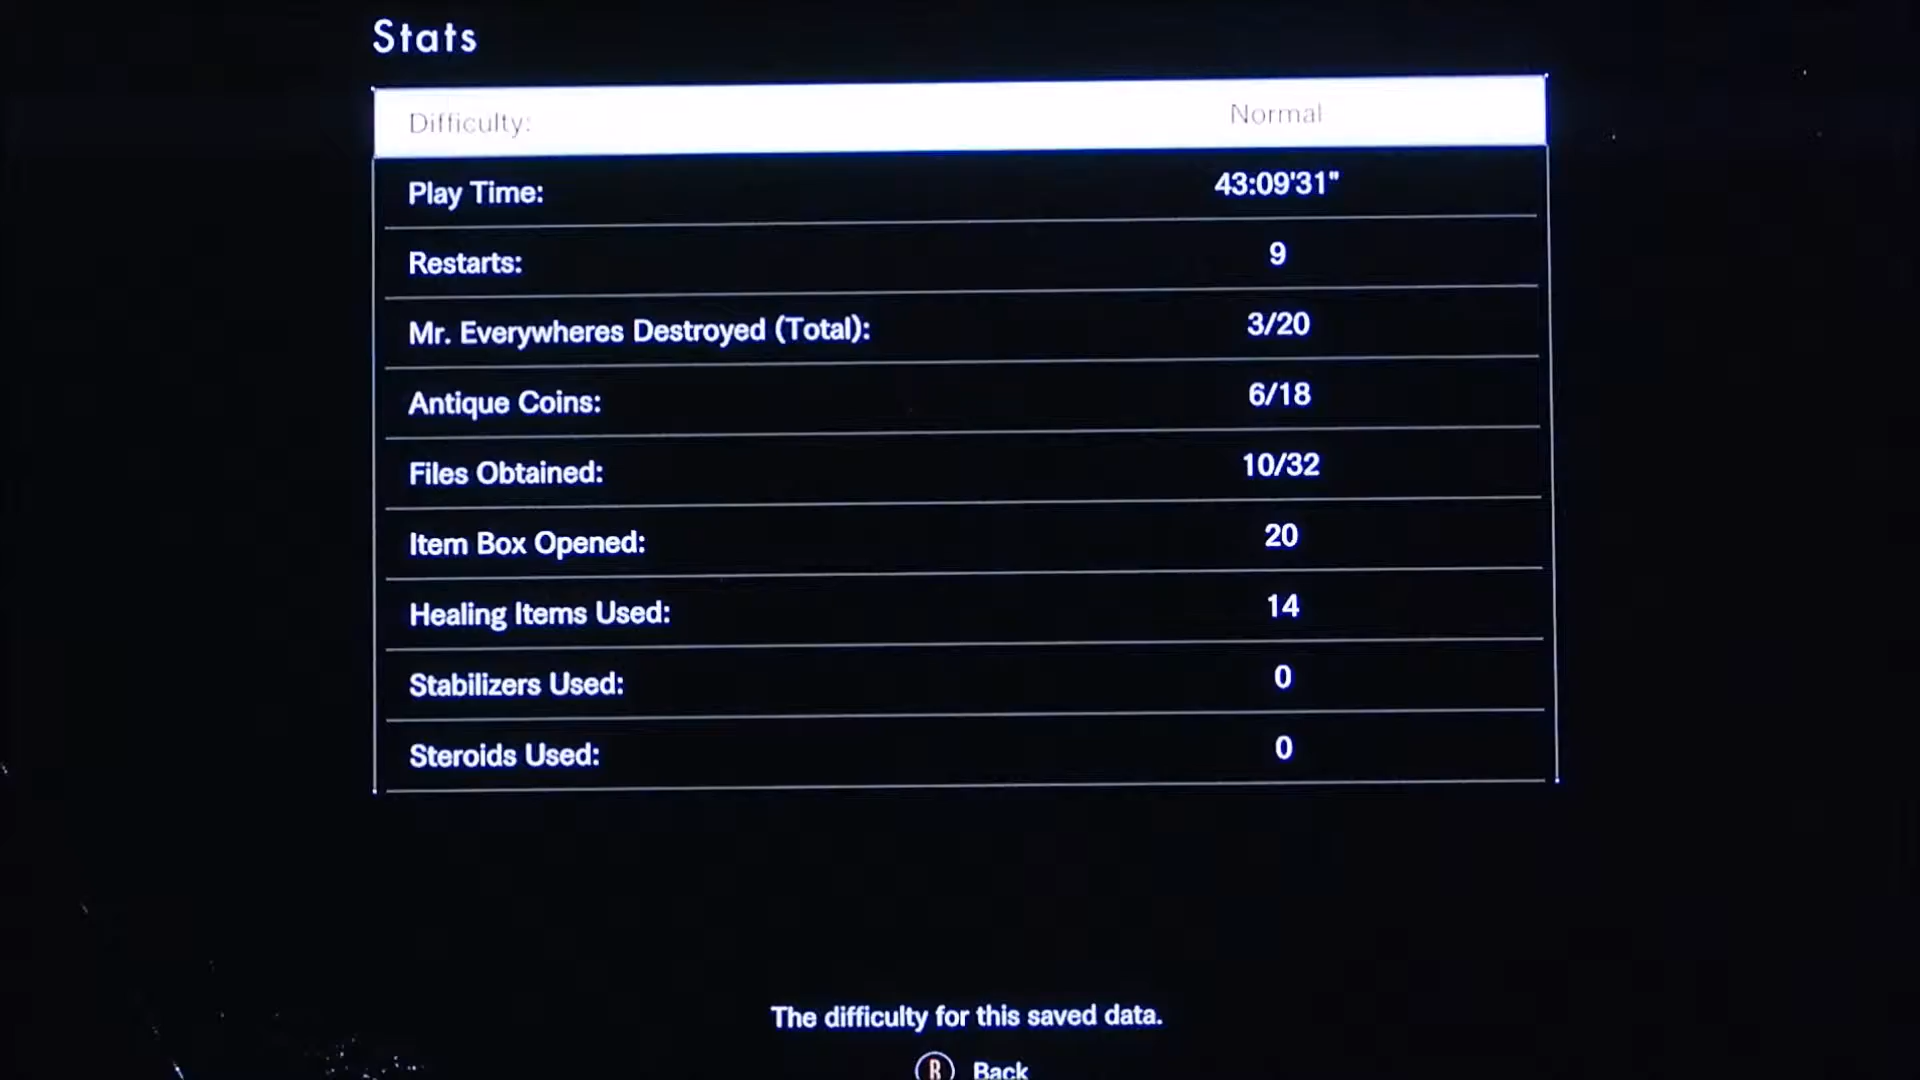 Stats
Difficulty: Normal
Play Time: 43:09'31"
Restarts: 9
Mr. Everywheres Destroyed (Total): 3/20
Antique Coins: 6/18
Files Obtained: 10/32
Item Box Opened: 20
Healing Items Used: 14
Stabilizers Used: 0
Steroids Used: 0
The difficulty for this saved data.
B Back